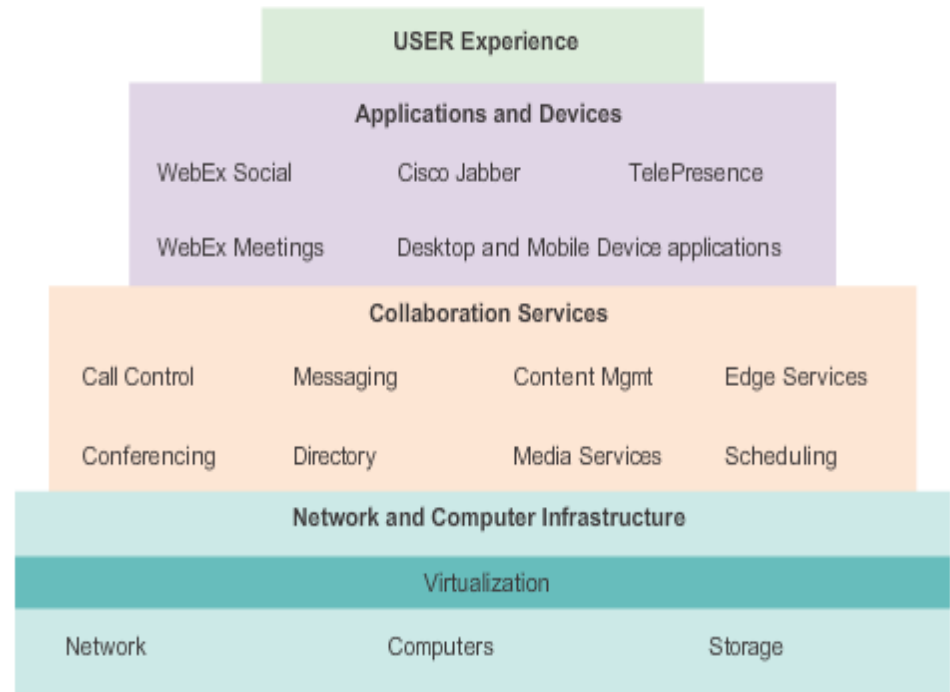 USER Experience
Applications and Devices
WebEx Social Cisco Jabber TelePresence
WebEx Meetings Desktop and Mobile Device applications
Collaboration Services
Call Control Messaging Content Mgmt Edge Services
Conferencing Directory Media Services Scheduling
Network and Computer Infrastructure
Virtualization
Network Computers Storage